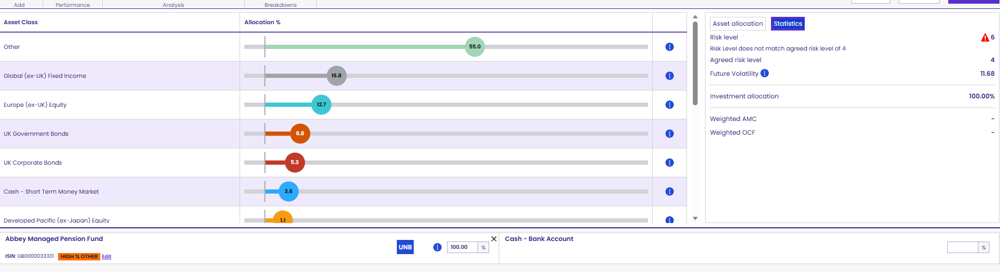 Add Performance Analysis Breakdowns
Asset Class Allocation %
Other 55.0
Global (ex-UK) Fixed Income 16.8
Europe (ex-UK) Equity 12.7
UK Government Bonds 6.8
UK Corporate Bonds 5.3
Cash - Short Term Money Market 3.6
Developed Pacific (ex-Japan) Equity 1.1
Asset allocation Statistics
Risk level 6
Risk Level does not match agreed risk level of 4
Agreed risk level 4
Future Volatility i 11.68
Investment allocation 100.00%
Weighted AMC -
Weighted OCF -
Abbey Managed Pension Fund
UNB i 100.00 %
ISIN: GB0000033331 HIGH % OTHER Edit
Cash - Bank Account
%